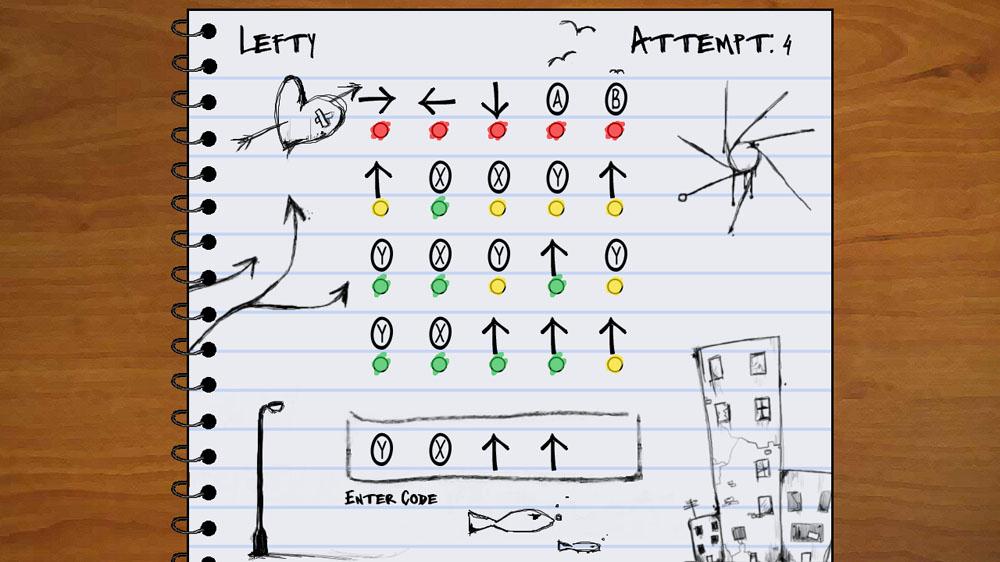 LEFTY
ATTEMPT: 4
→ ← ↓ A B
↑ X X Y ↑
Y X Y ↑ Y
Y X ↑ ↑ ↑
Y X ↑ ↑
ENTER CODE